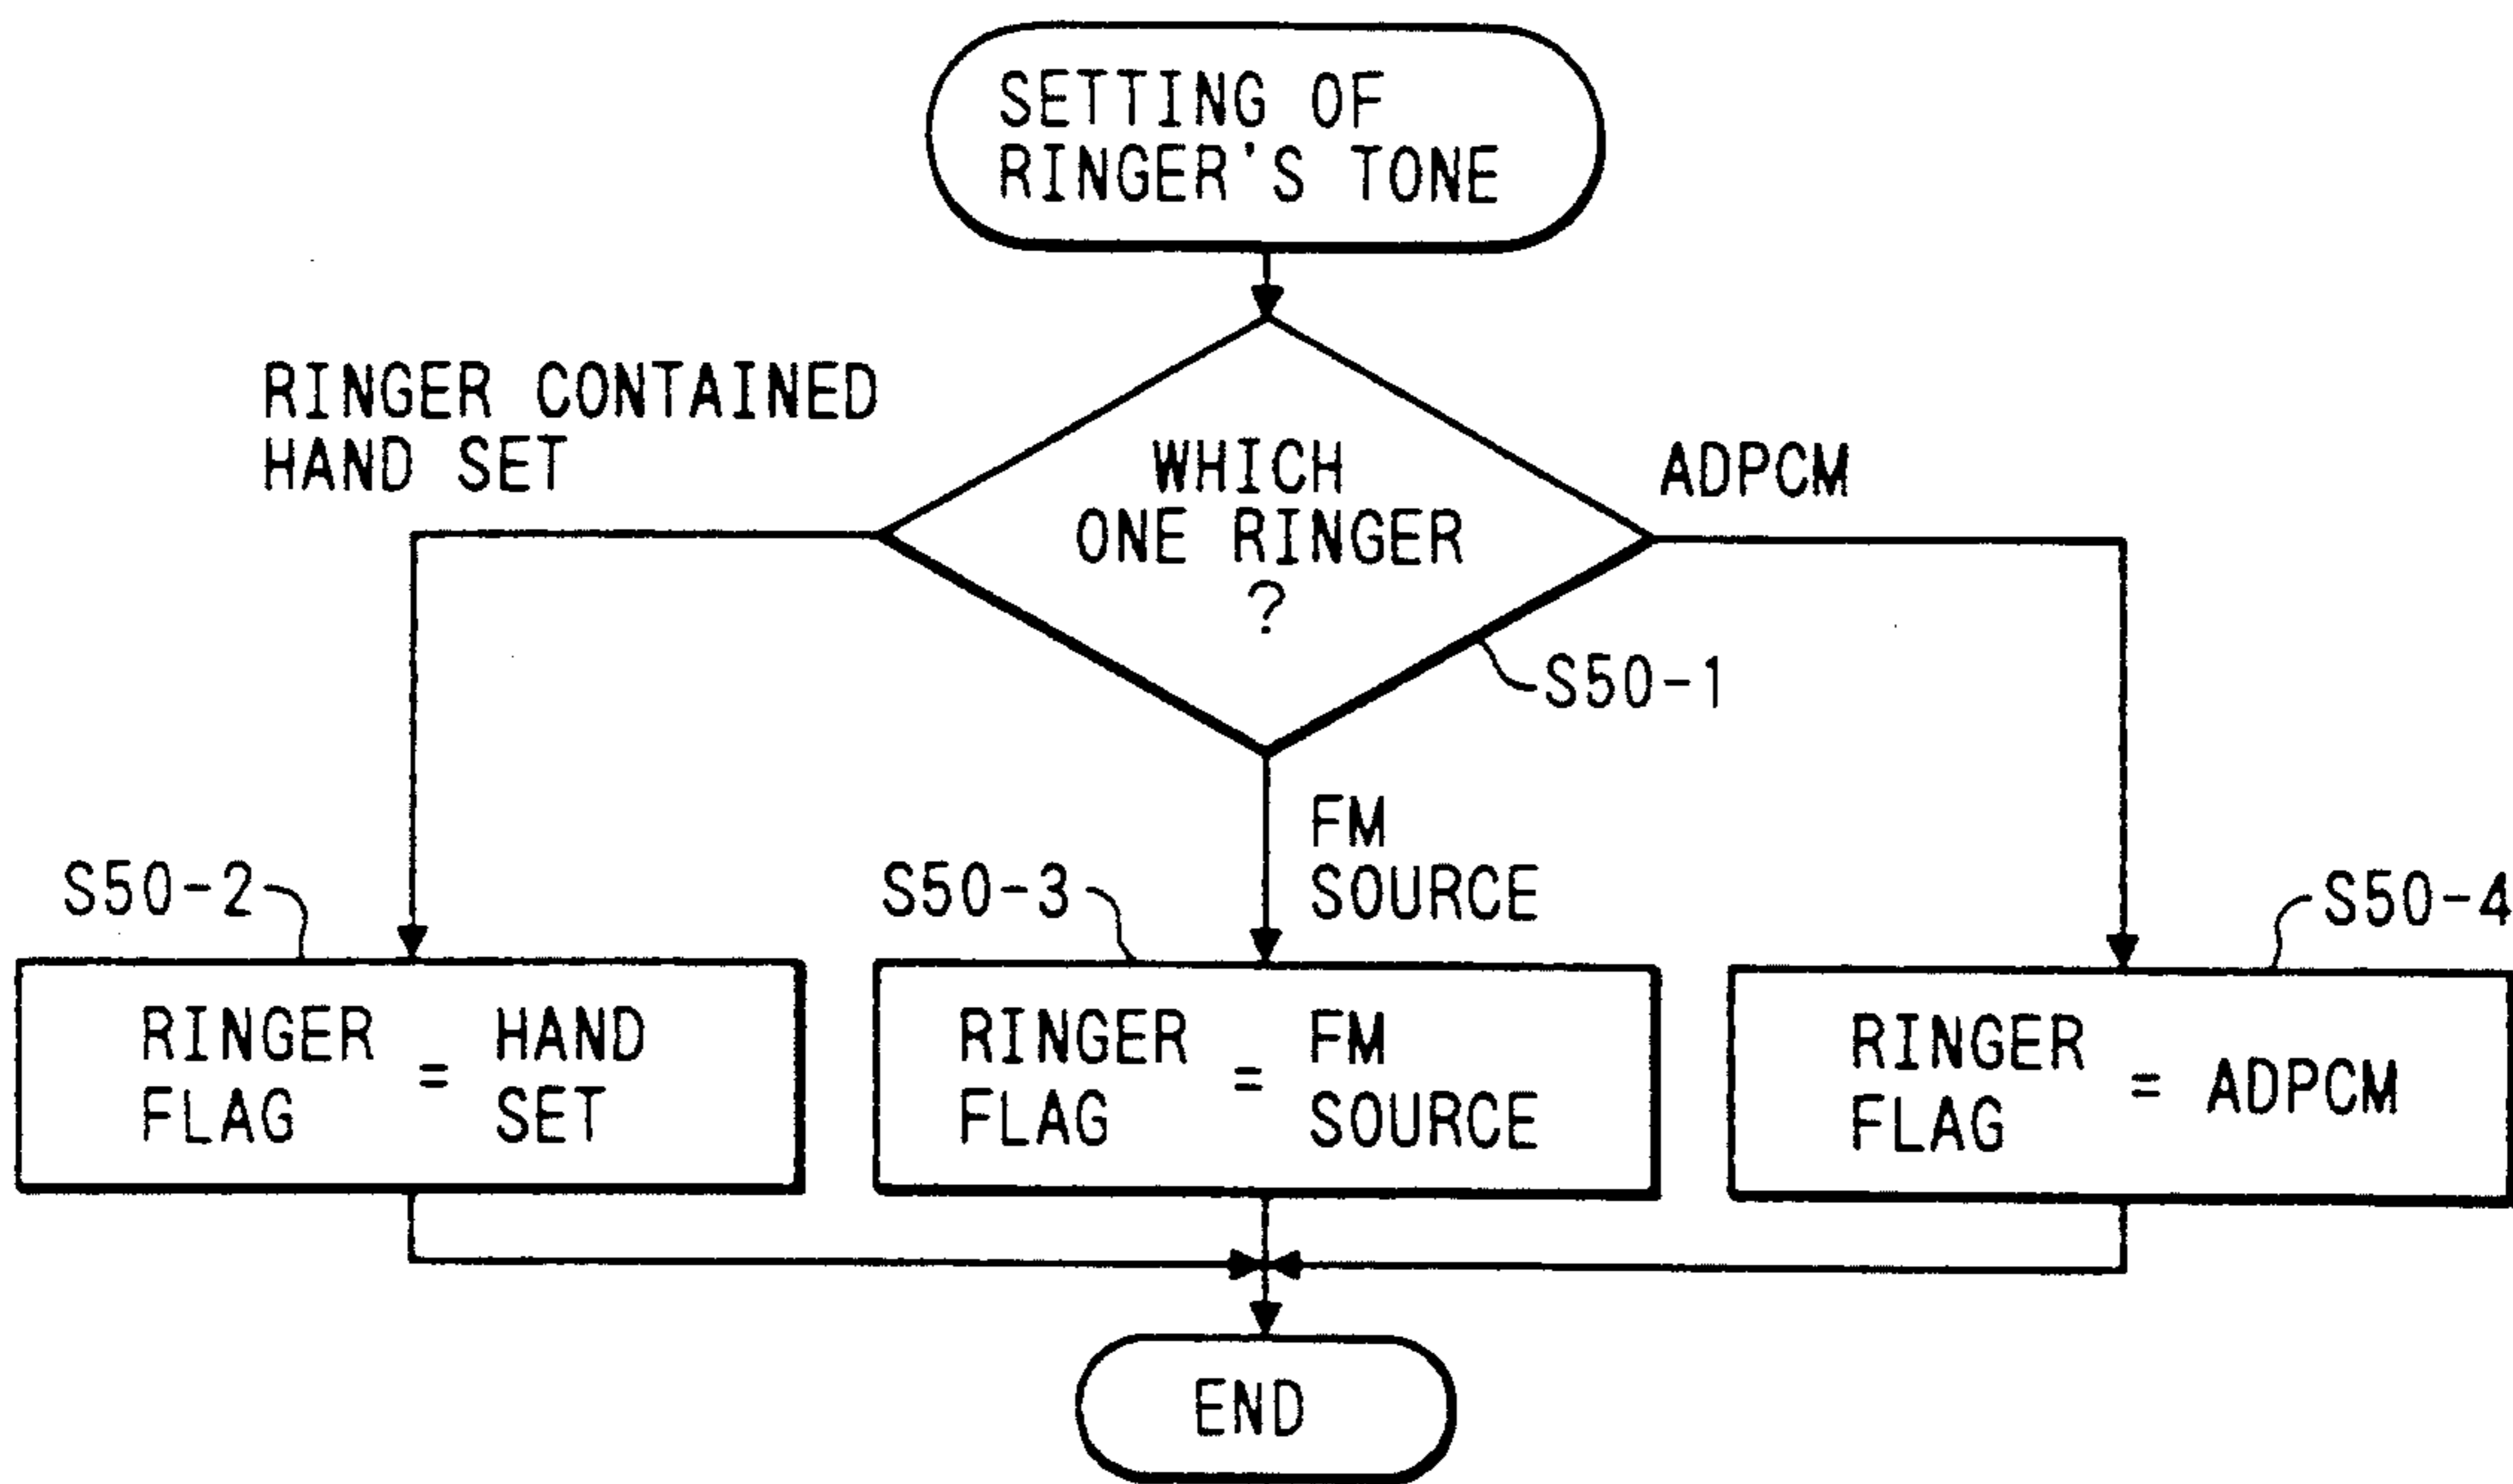 SETTING OF
RINGER'S TONE
RINGER CONTAINED
HAND SET
WHICH
ONE RINGER
?
ADPCM
S50-1
FM
SOURCE
S50-2
S50-3
S50-4
RINGER
FLAG
=
HAND
SET
RINGER
FLAG
=
FM
SOURCE
RINGER
FLAG
= ADPCM
END